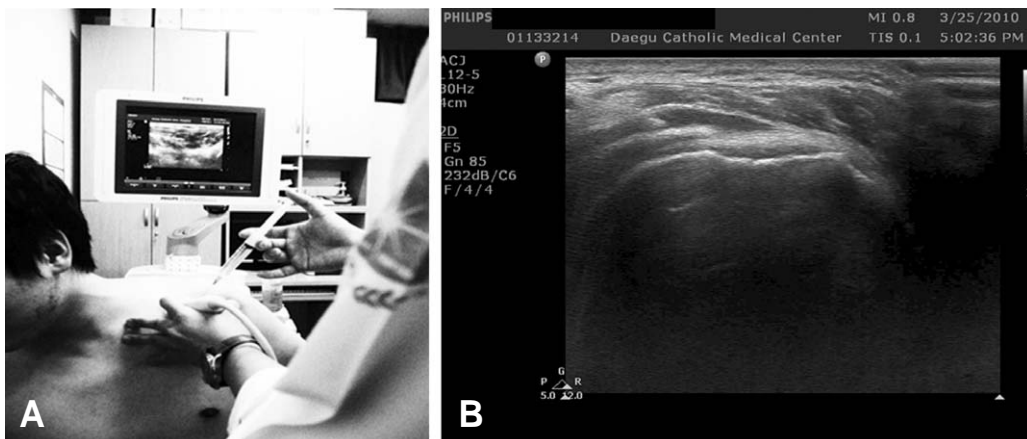 PHILIPS
A
PHILIPS MI 0.8 3/25/2010
01133214 Daegu Catholic Medical Center TIS 0.1 5:02:36 PM
ACJ
L12-5
30Hz
4cm
2D
F5
Gn 85
232dB/C6
F/4/4
P
G
P R
5.0 12.0
B